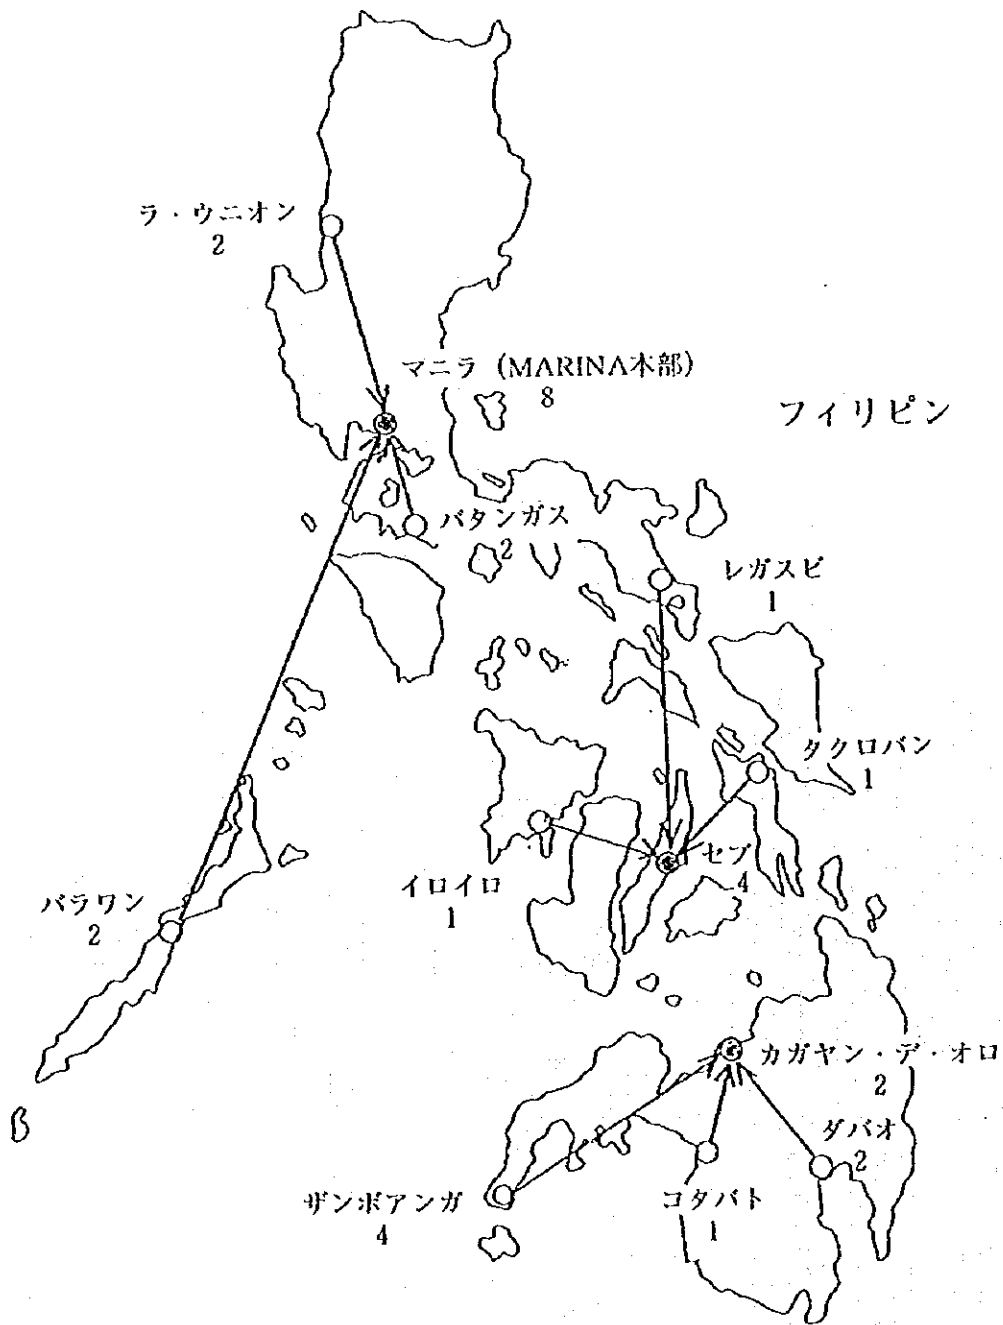 ラ・ウニオン
2
マニラ (MARINA木部)
8
フィリピン
バタンガス
2
レガスピ
1
タクロバン
1
セブ
4
イロイロ
1
パラワン
2
カガヤン・デ・オロ
2
ダバオ
2
コタバト
1
ザンボアンガ
4